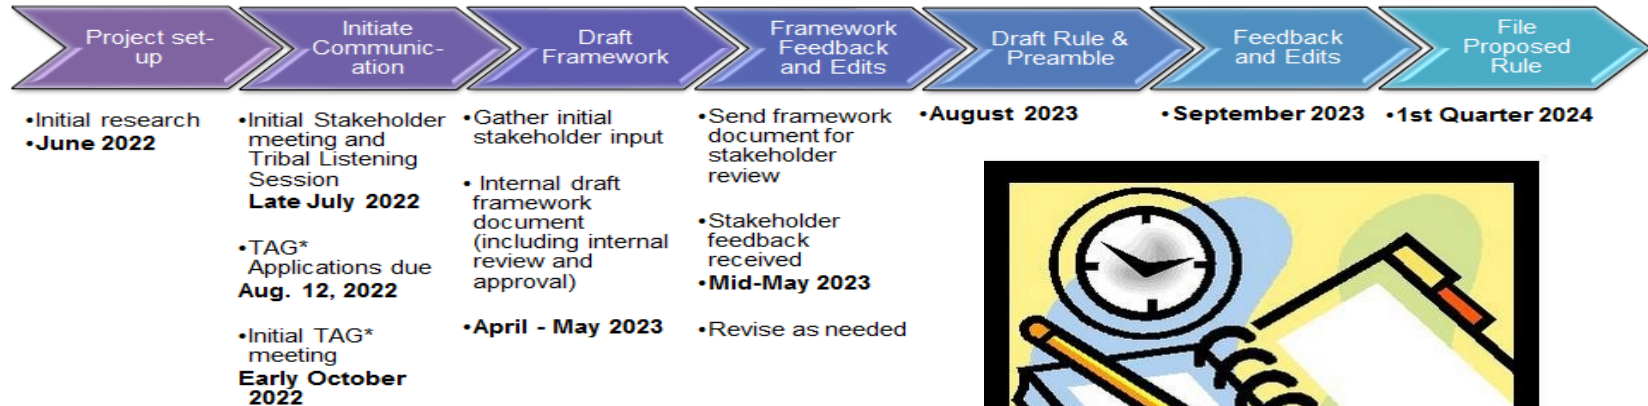 Project set-
up
Initiate
Communic-
ation
Draft
Framework
Framework
Feedback
and Edits
Draft Rule &
Preamble
Feedback
and Edits
File
Proposed
Rule
•Initial research
•June 2022
•Initial Stakeholder
meeting and
Tribal Listening
Session
Late July 2022
•TAG*
Applications due
Aug. 12, 2022
•Initial TAG*
meeting
Early October
2022
•Gather initial
stakeholder input
• Internal draft
framework
document
(including internal
review and
approval)
•April - May 2023
•Send framework
document for
stakeholder
review
•Stakeholder
feedback
received
•Mid-May 2023
•Revise as needed
•August 2023
•September 2023
•1st Quarter 2024